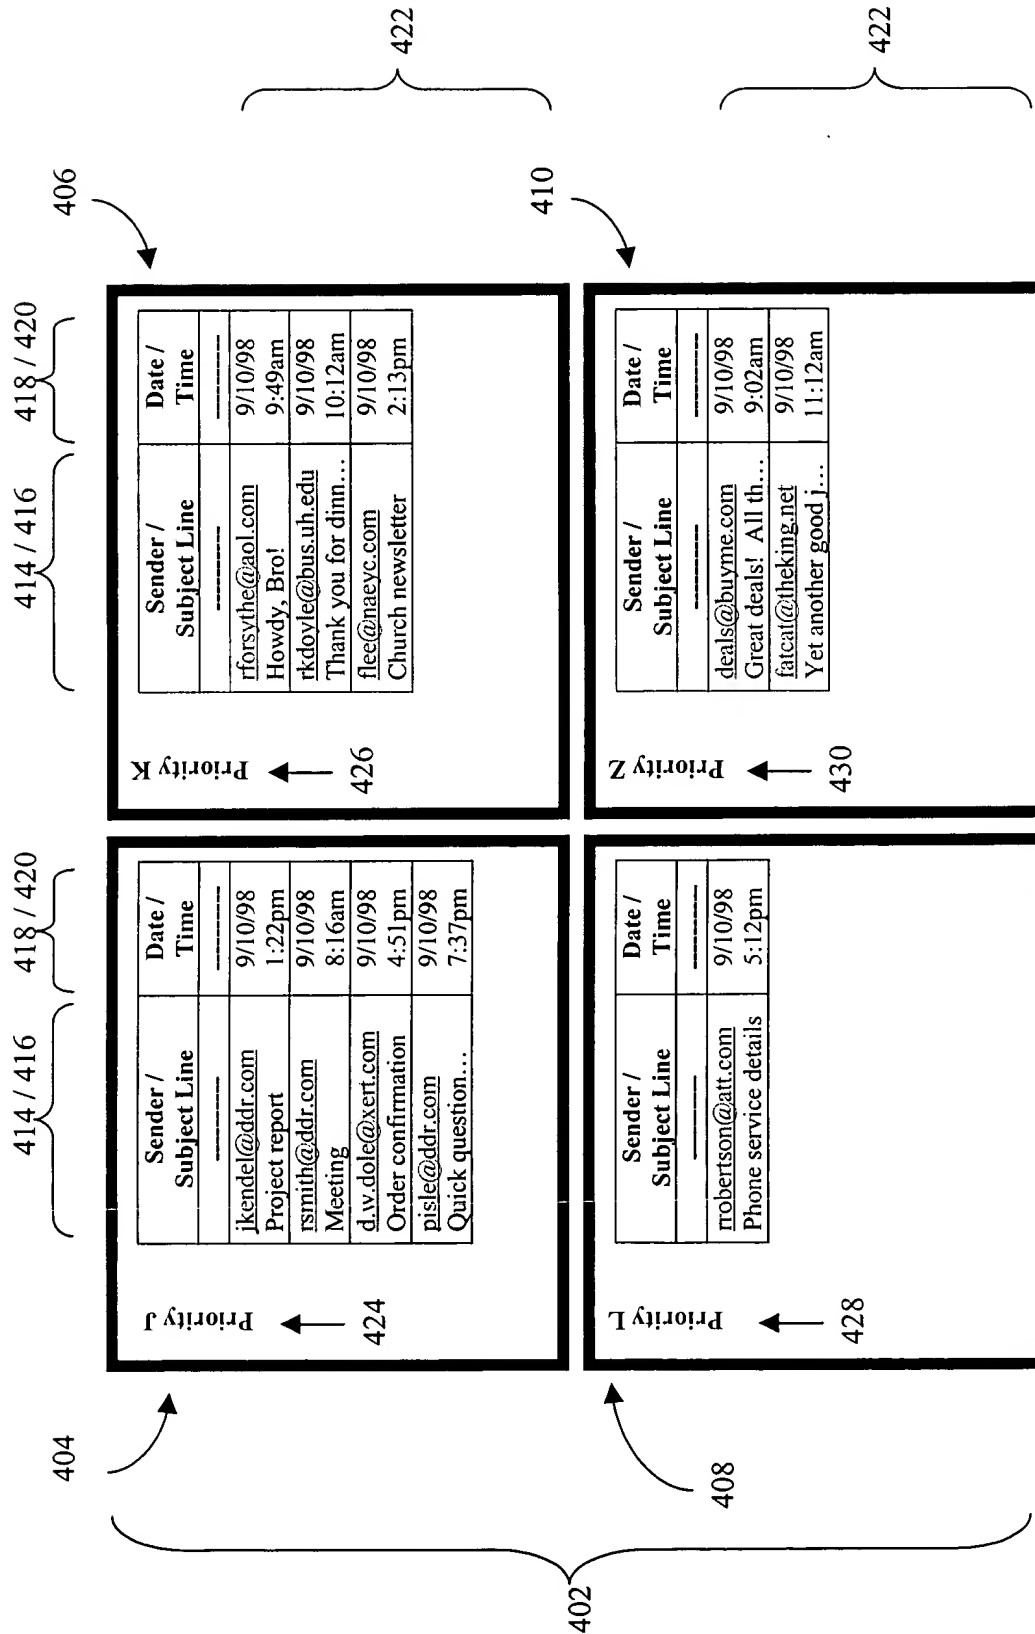 414 / 416
418 / 420
414 / 416
418 / 420
404
406
402
422
Priority J
424
Sender / Subject Line
Date / Time
jkendel@ddr.com 9/10/98
Project report 1:22pm
rsmith@ddr.com 9/10/98
Meeting 8:16am
d.w.dole@xert.com 9/10/98
Order confirmation 4:51pm
pisle@ddr.com 9/10/98
Quick question… 7:37pm
Priority K
426
Sender / Subject Line
Date / Time
rforsythe@aol.com 9/10/98
Howdy, Bro! 9:49am
rkdoyle@bus.uh.edu 9/10/98
Thank you for dinn… 10:12am
flee@naeyc.com 9/10/98
Church newsletter 2:13pm
408
410
422
Priority L
428
Sender / Subject Line
Date / Time
rrobertson@att.com 9/10/98
Phone service details 5:12pm
Priority Z
430
Sender / Subject Line
Date / Time
deals@buyme.com 9/10/98
Great deals! All th… 9:02am
fatcat@theking.net 9/10/98
Yet another good j… 11:12am